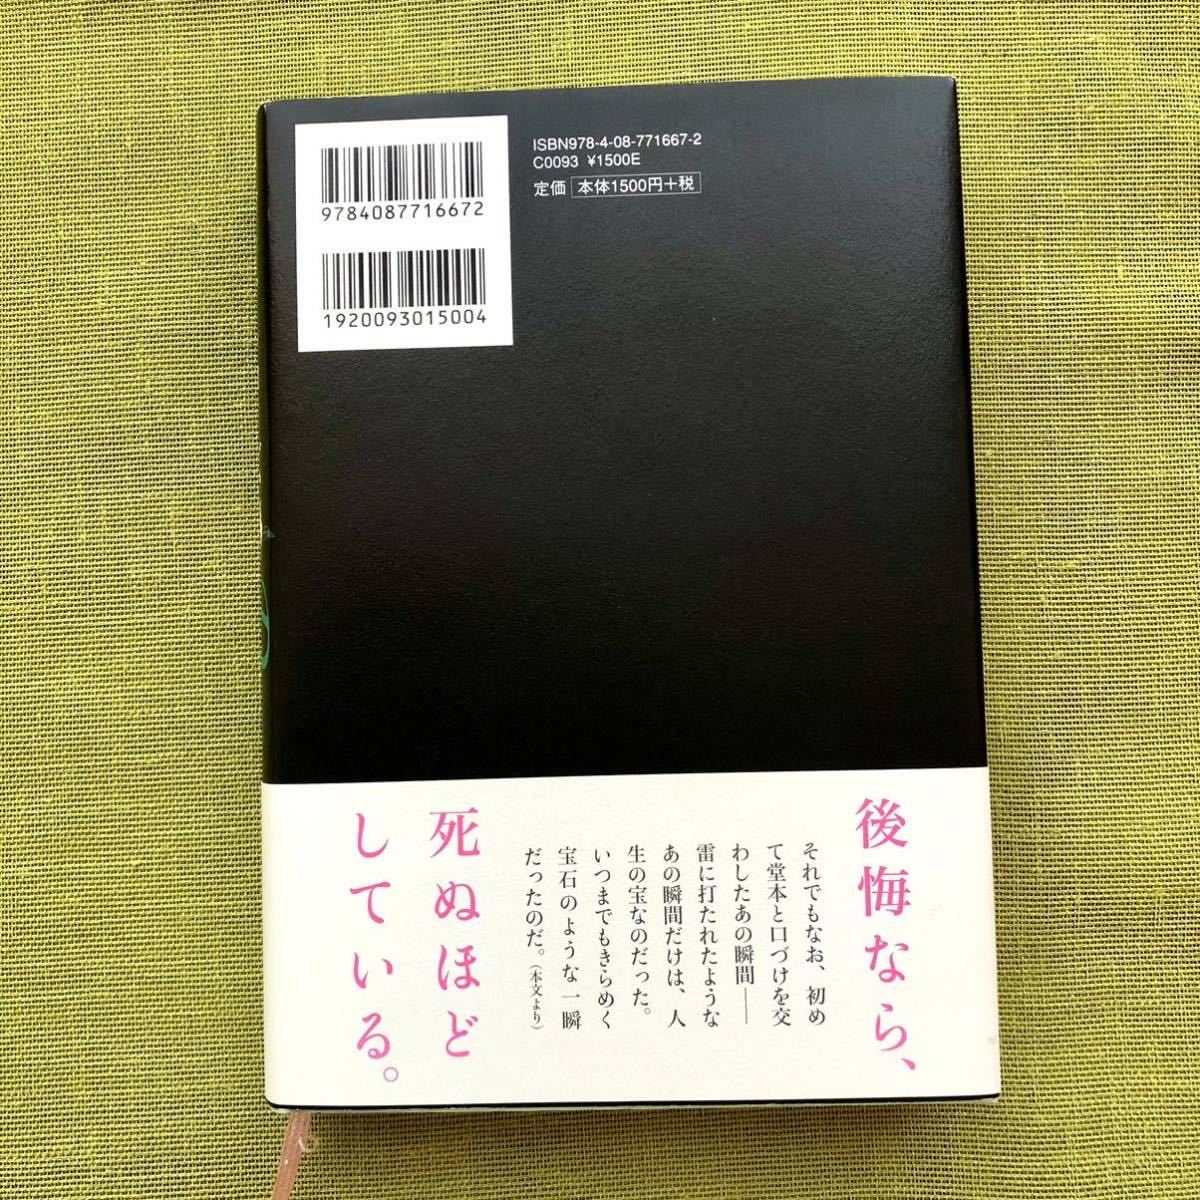 9784087716672
1920093015004
ISBN978-4-08-771667-2
C0093 ¥1500E
定価 本体1500円+税
後悔なら、
それでもなお、初め
て堂本と口づけを交
わしたあの瞬間――
雷に打たれたような
あの瞬間だけは、人
生の宝なのだった。
いつまでもきらめく
宝石のような一瞬
だったのだ。（本文より）
死ぬほど
している。